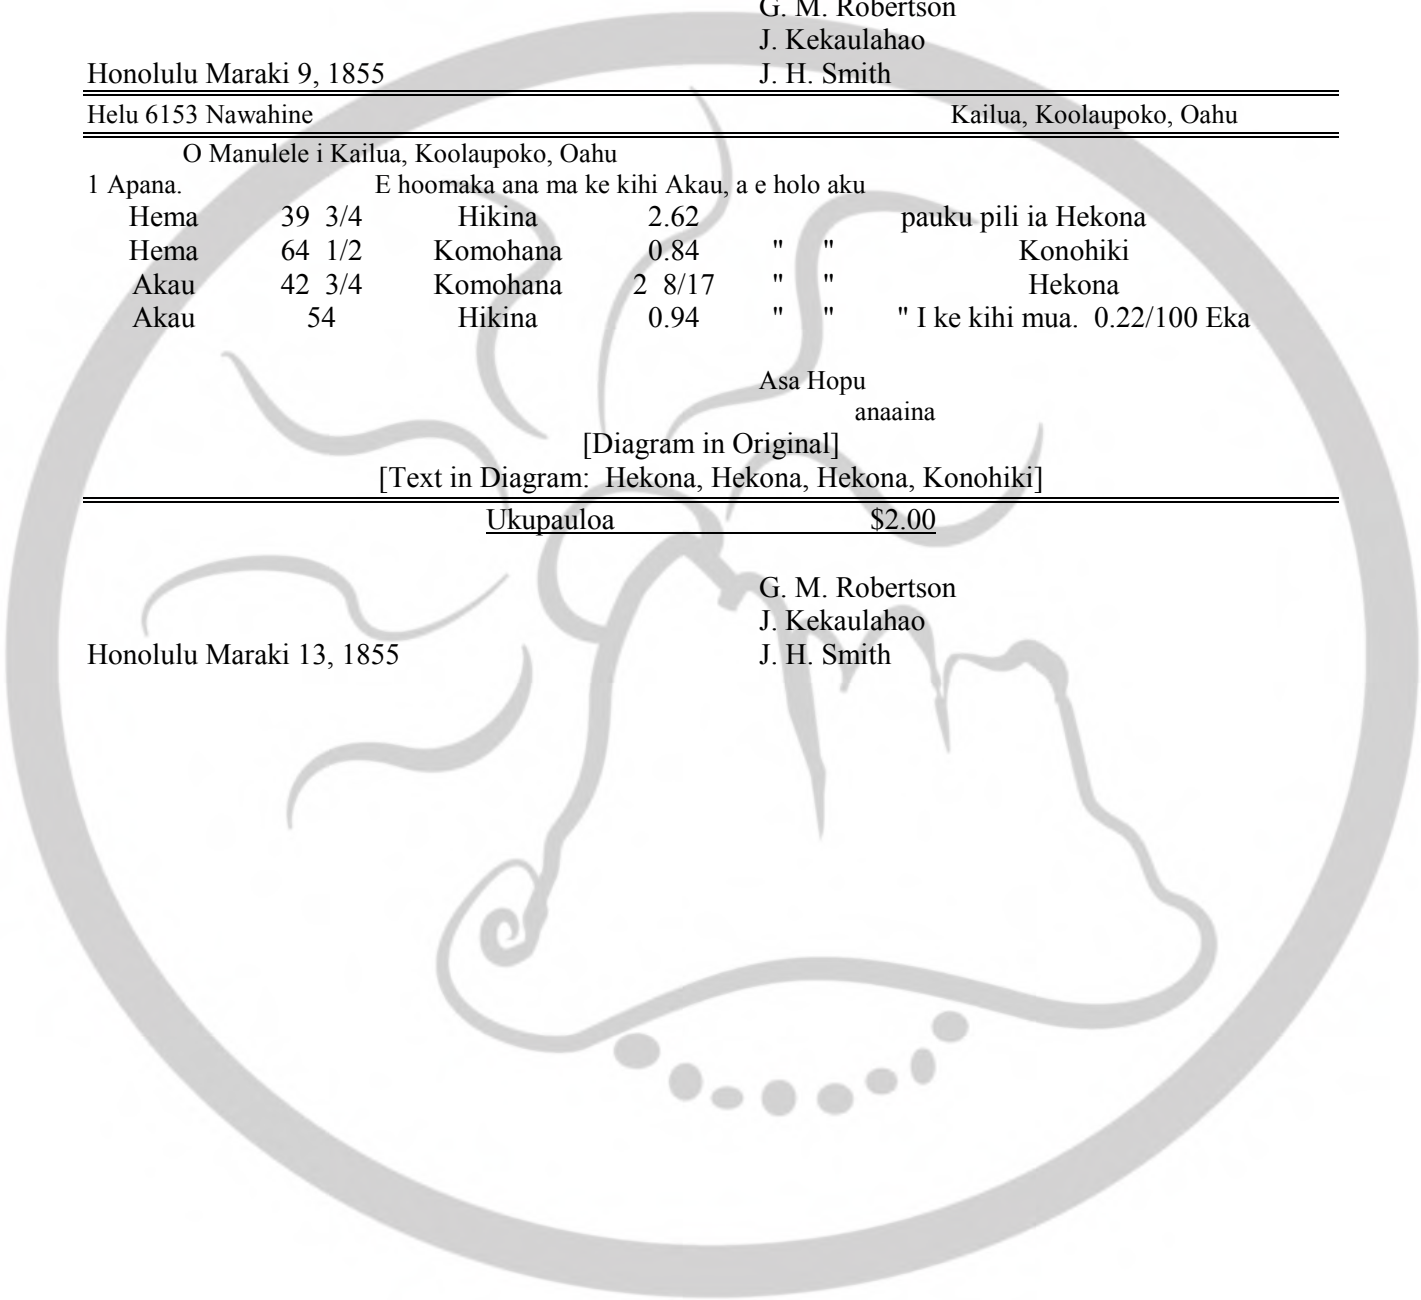 G. M. Robertson
J. Kekaulahao
Honolulu Maraki 9, 1855 J. H. Smith
Helu 6153 Nawahine Kailua, Koolaupoko, Oahu
O Manulele i Kailua, Koolaupoko, Oahu
1 Apana. E hoomaka ana ma ke kihi Akau, a e holo aku
Hema 39 3/4 Hikina 2.62 pauku pili ia Hekona
Hema 64 1/2 Komohana 0.84 " " Konohiki
Akau 42 3/4 Komohana 2 8/17 " " Hekona
Akau 54 Hikina 0.94 " " " I ke kihi mua. 0.22/100 Eka
Asa Hopu
anaaina
[Diagram in Original]
[Text in Diagram: Hekona, Hekona, Hekona, Konohiki]
Ukupauloa $2.00
G. M. Robertson
J. Kekaulahao
Honolulu Maraki 13, 1855 J. H. Smith